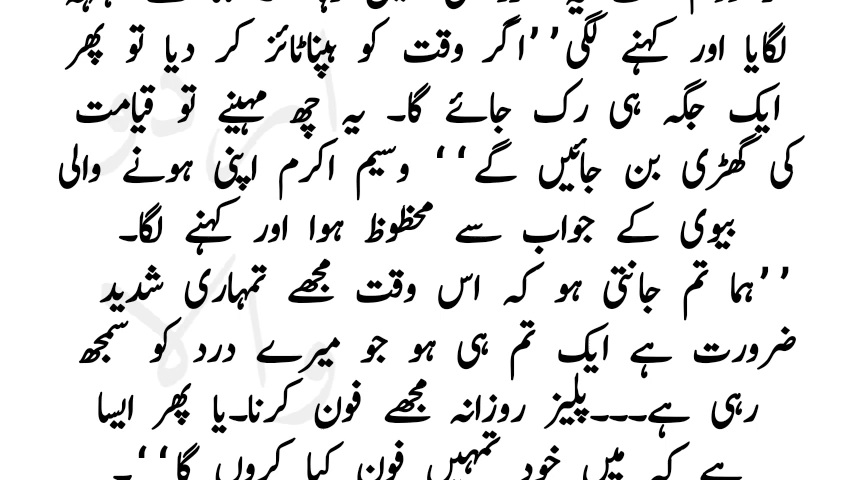 لگایا اور کہنے لگی’’اگر وقت کو ہپناٹائز کر دیا تو پھر
ایک جگہ ہی رک جائے گا۔ یہ چھ مہینے تو قیامت
کی گھڑی بن جائیں گے‘‘ وسیم اکرم اپنی ہونے والی
بیوی کے جواب سے محظوظ ہوا اور کہنے لگا۔
’’ہما تم جانتی ہو کہ اس وقت مجھے تمہاری شدید
ضرورت ہے ایک تم ہی ہو جو میرے درد کو سمجھ
رہی ہے۔۔۔پلیز روزانہ مجھے فون کرنا۔یا پھر ایسا
ہے کہ میں خود تمہیں فون کیا کروں گا‘‘۔